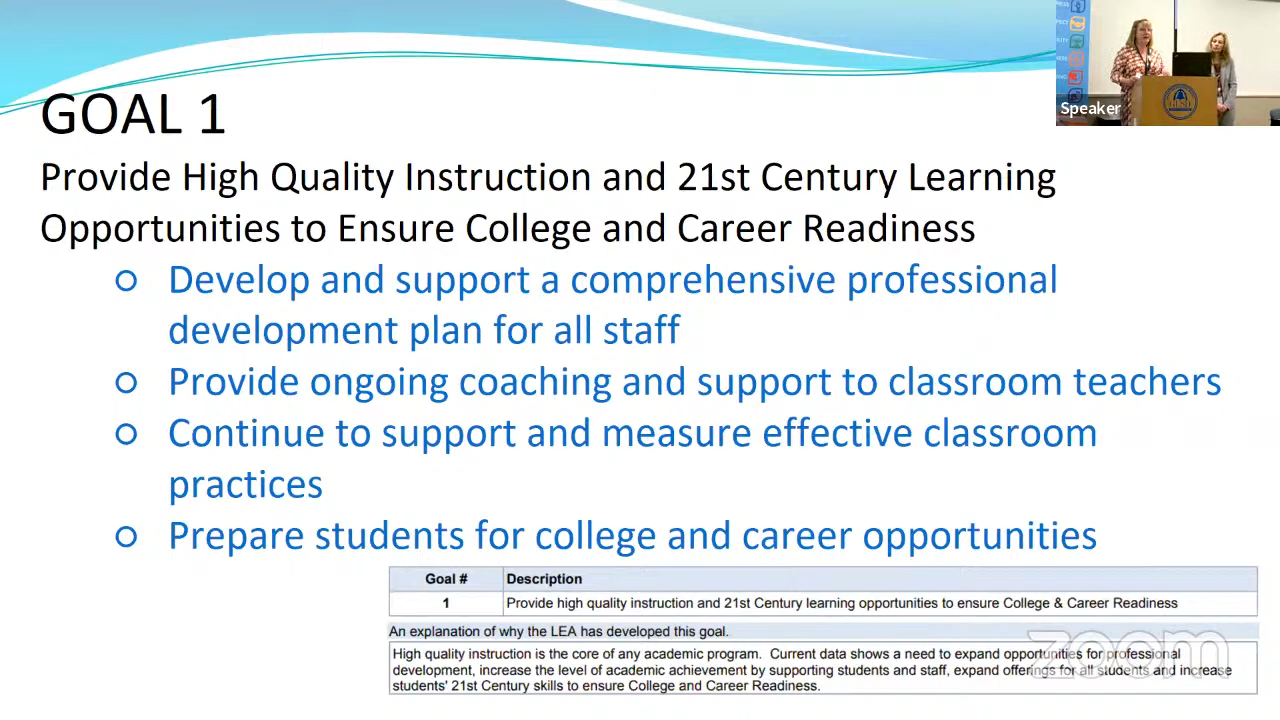 Speaker
GOAL 1
Provide High Quality Instruction and 21st Century Learning
Opportunities to Ensure College and Career Readiness
○ Develop and support a comprehensive professional
development plan for all staff
○ Provide ongoing coaching and support to classroom teachers
○ Continue to support and measure effective classroom
practices
○ Prepare students for college and career opportunities
Goal # Description
1 Provide high quality instruction and 21st Century learning opportunities to ensure College & Career Readiness
An explanation of why the LEA has developed this goal.
High quality instruction is the core of any academic program. Current data shows a need to expand opportunities for professional
development, increase the level of academic achievement by supporting students and staff, expand offerings for all students and increase
students' 21st Century skills to ensure College and Career Readiness.
zoom